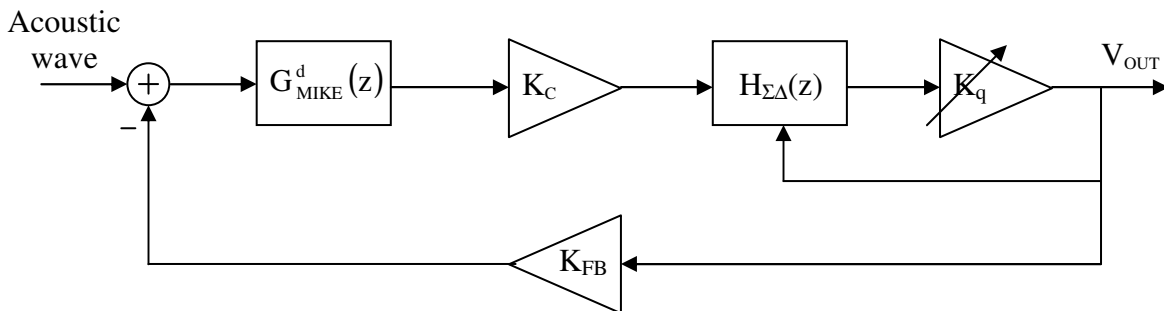 Acoustic
wave
+
−
G^d_MIKE(z)
K_C
H_ΣΔ(z)
K_q
V_OUT
K_FB